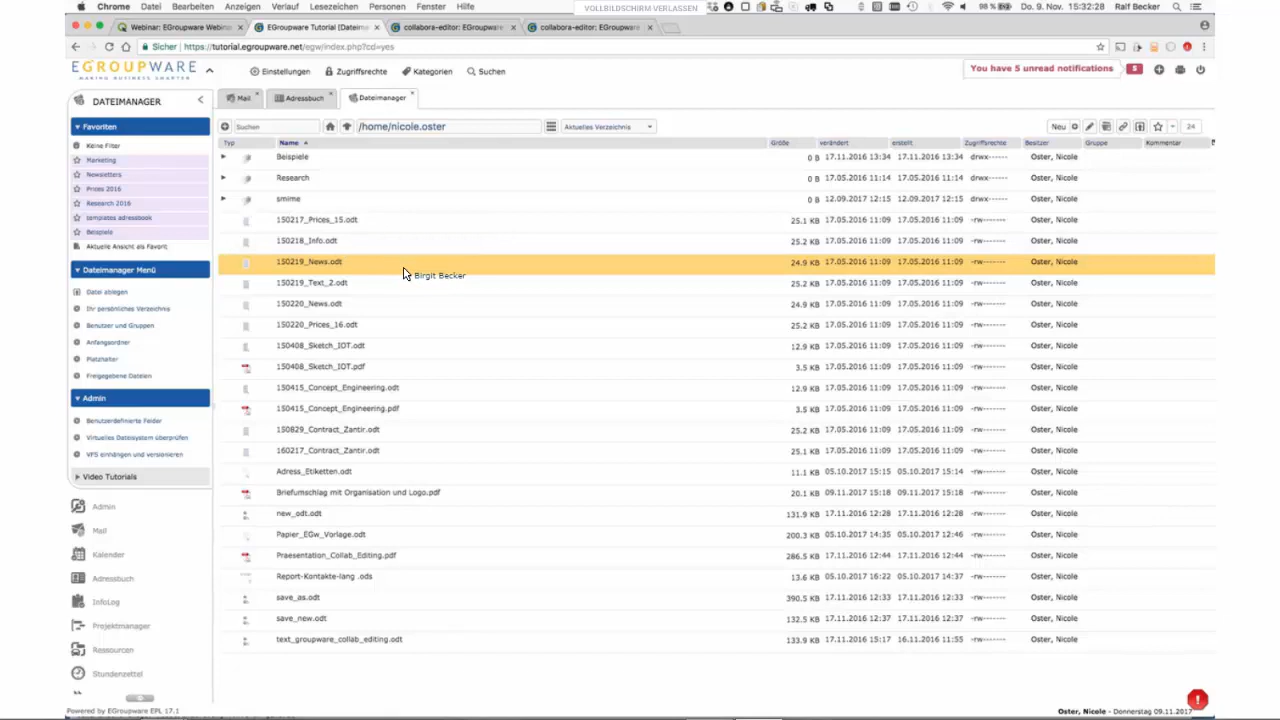 Chrome Datei Bearbeiten Anzeigen Verlauf Lesezeichen Personen Fenster Hilfe VOLLBILDSCHIRM VERLASSEN 98 % Do. 9. Nov. 15:32:28 Ralf Becker
Webinar: EGroupware Webin EGroupware Tutorial [Dateim collabora-editor: EGroupwar collabora-editor: EGroupwar
Sicher https://tutorial.egroupware.net/egw/index.php?cd=yes
EGROUPWARE Einstellungen Zugriffsrechte Kategorien Suchen You have 5 unread notifications 5
MAKING BUSINESS SMARTER
DATEIMANAGER Mail Adressbuch Dateimanager
Favoriten Suchen /home/nicole.oster Aktuelles Verzeichnis Neu 24
Typ Name Größe verändert erstellt Zugriffsrechte Besitzer Gruppe Kommentar
Keine Filter
Marketing
Newsletters
Prices 2016
Research 2016
templates adressbook
Beispiele
Aktuelle Ansicht als Favorit
Dateimanager Menü
Datei ablegen
Ihr persönliches Verzeichnis
Benutzer und Gruppen
Anfangsordner
Platzhalter
Freigegebene Dateien
Admin
Benutzerdefinierte Felder
Virtuelles Dateisystem überprüfen
VFS einhängen und versionieren
Video Tutorials
Admin
Mail
Kalender
Adressbuch
InfoLog
Projektmanager
Ressourcen
Stundenzettel
Beispiele 0 B 17.11.2016 13:34 17.11.2016 13:34 drwx------ Oster, Nicole
Research 0 B 17.05.2016 11:14 17.05.2016 11:14 drwx------ Oster, Nicole
smime 0 B 12.09.2017 12:15 12.09.2017 12:15 drwx------ Oster, Nicole
150217_Prices_15.odt 25.1 KB 17.05.2016 11:09 17.05.2016 11:09 -rw------- Oster, Nicole
150218_Info.odt 25.2 KB 17.05.2016 11:09 17.05.2016 11:09 -rw------- Oster, Nicole
150219_News.odt 24.9 KB 17.05.2016 11:09 17.05.2016 11:09 -rw------- Oster, Nicole
Birgit Becker
150219_Text_2.odt 17.05.2016 11:09 17.05.2016 11:09 -rw------- Oster, Nicole
150220_News.odt 24.9 KB 17.05.2016 11:09 17.05.2016 11:09 -rw------- Oster, Nicole
150220_Prices_16.odt 17.05.2016 11:09 17.05.2016 11:09 -rw------- Oster, Nicole
150408_Sketch_IOT.odt 12.9 KB 17.05.2016 11:09 17.05.2016 11:09 -rw------- Oster, Nicole
150408_Sketch_IOT.pdf 17.05.2016 11:09 17.05.2016 11:09 -rw------- Oster, Nicole
150415_Concept_Engineering.odt 12.9 KB 17.05.2016 11:09 17.05.2016 11:09 -rw------- Oster, Nicole
150415_Concept_Engineering.pdf 17.05.2016 11:09 17.05.2016 11:09 -rw------- Oster, Nicole
150829_Contract_Zantir.odt 25.2 KB 17.05.2016 11:09 17.05.2016 11:09 -rw------- Oster, Nicole
160217_Contract_Zantir.odt 17.05.2016 11:09 17.05.2016 11:09 -rw------- Oster, Nicole
Adress_Etiketten.odt 11.1 KB 05.10.2017 15:15 05.10.2017 15:14 -rw------- Oster, Nicole
Briefumschlag mit Organisation und Logo.pdf 20.1 KB 09.11.2017 15:18 09.11.2017 15:18 -rw------- Oster, Nicole
new_odt.odt 131.9 KB 17.11.2016 12:28 17.11.2016 12:28 -rw------- Oster, Nicole
Papier_EGw_Vorlage.odt 200.3 KB 05.10.2017 14:35 05.10.2017 12:46 -rw------- Oster, Nicole
Praesentation_Collab_Editing.pdf 286.5 KB 17.11.2016 12:44 17.11.2016 12:44 -rw------- Oster, Nicole
Report-Kontakte-lang .ods 05.10.2017 16:22 05.10.2017 14:37 -rw------- Oster, Nicole
save_as.odt 390.5 KB 17.11.2016 12:33 17.11.2016 12:33 -rw------- Oster, Nicole
save_new.odt 17.11.2016 12:37 17.11.2016 12:37 -rw------- Oster, Nicole
text_groupware_collab_editing.odt 133.9 KB 17.11.2016 15:17 16.11.2016 11:55 -rw------- Oster, Nicole
Powered by EGroupware EPL 17.1 Oster, Nicole - Donnerstag 09.11.2017